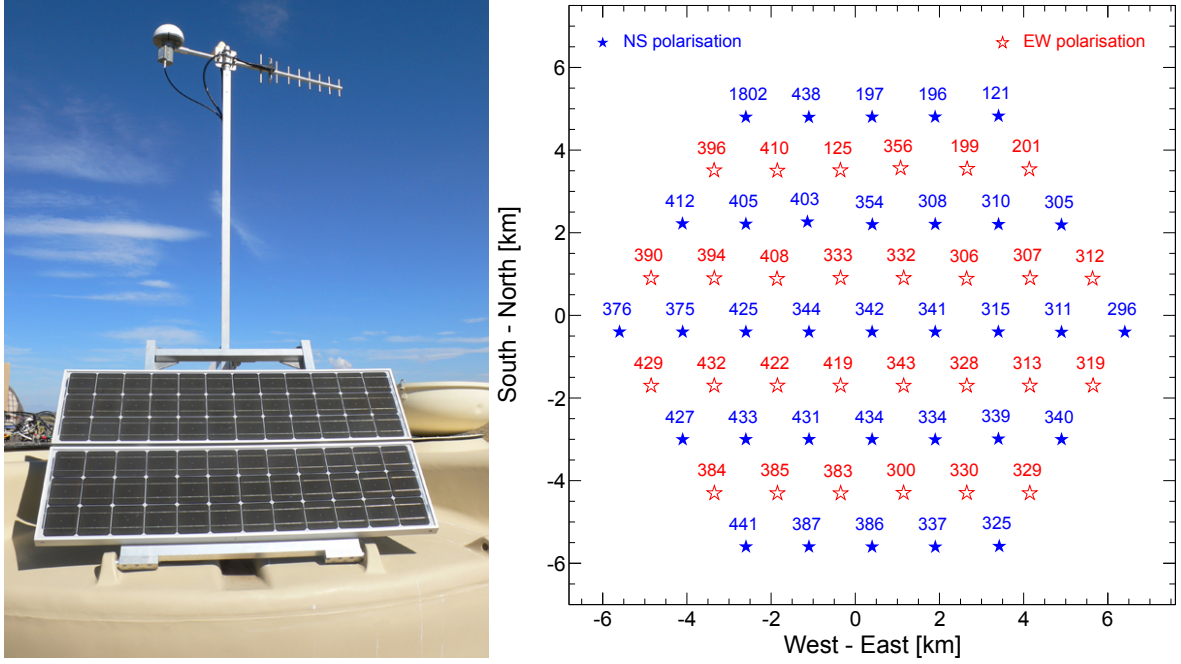 NS polarisation EW polarisation
6
1802 438 197 196 121
4
396 410 125 356 199 201
412 405 403 354 308 310 305
2
390 394 408 333 332 306 307 312
0
376 375 425 344 342 341 315 311 296
429 432 422 419 343 328 313 319
-2
427 433 431 434 334 339 340
-4
384 385 383 300 330 329
441 387 386 337 325
-6
South - North [km]
-6 -4 -2 0 2 4 6
West - East [km]